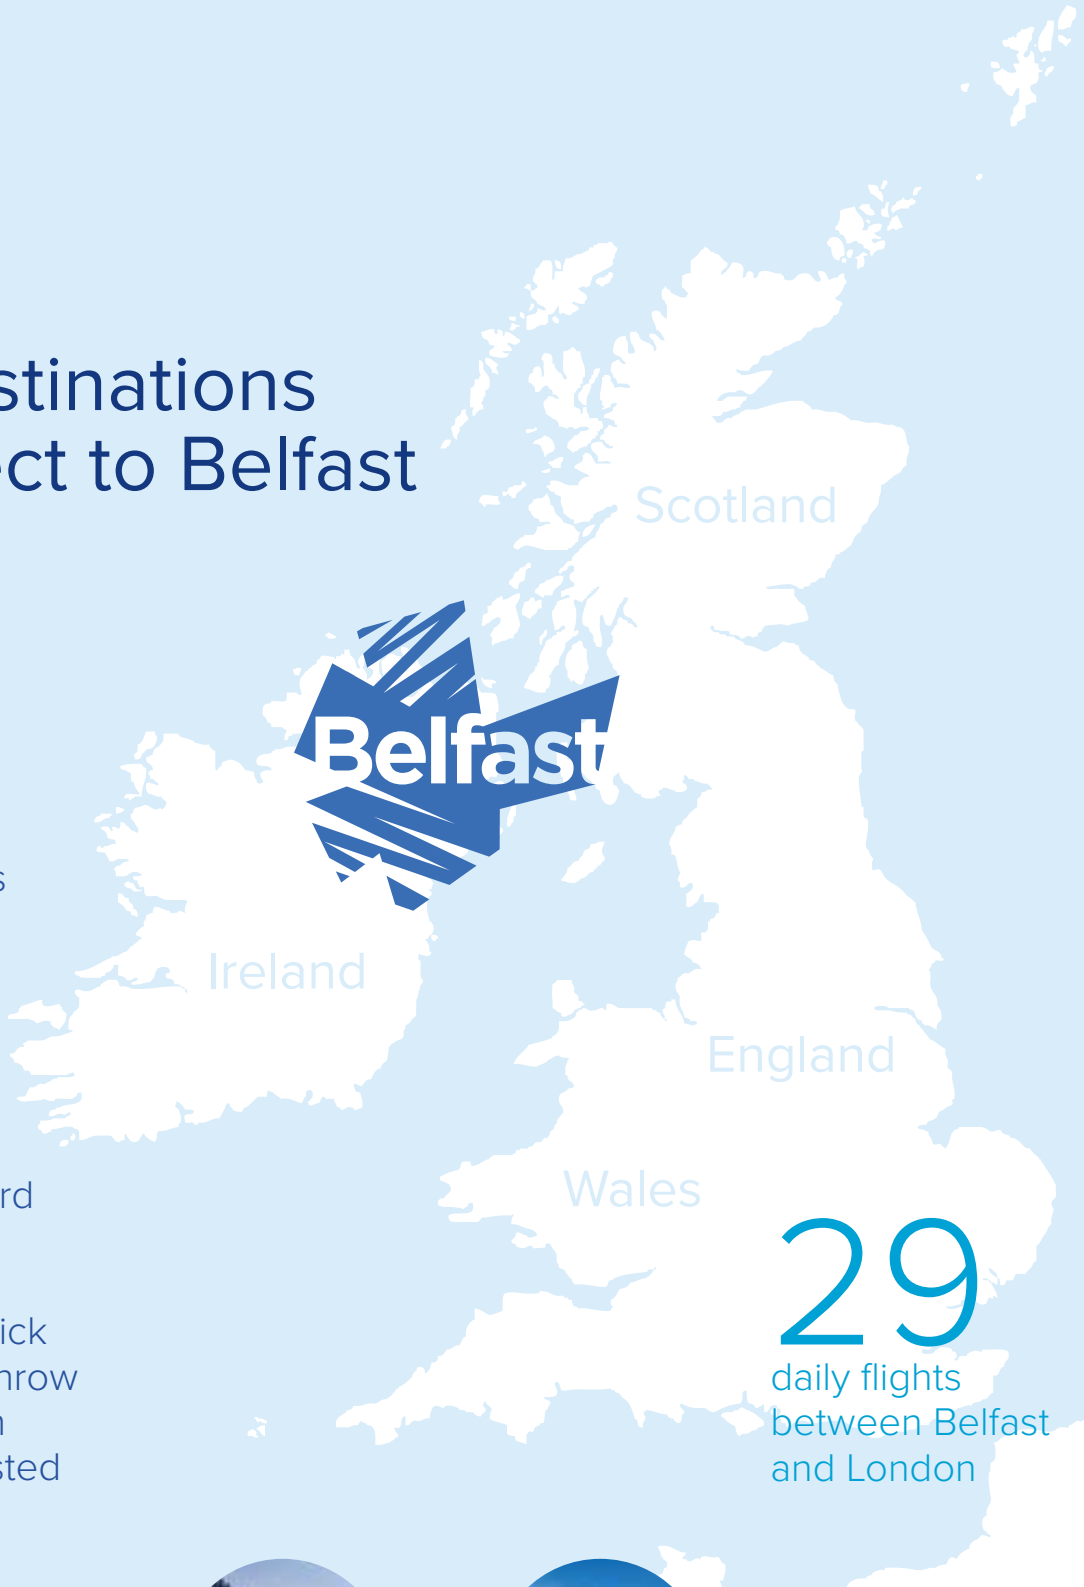 stinations
ect to Belfast
Scotland
Belfast
s
Ireland
England
rd
Wales
29
ick
hrow
daily flights
n
between Belfast
sted
and London